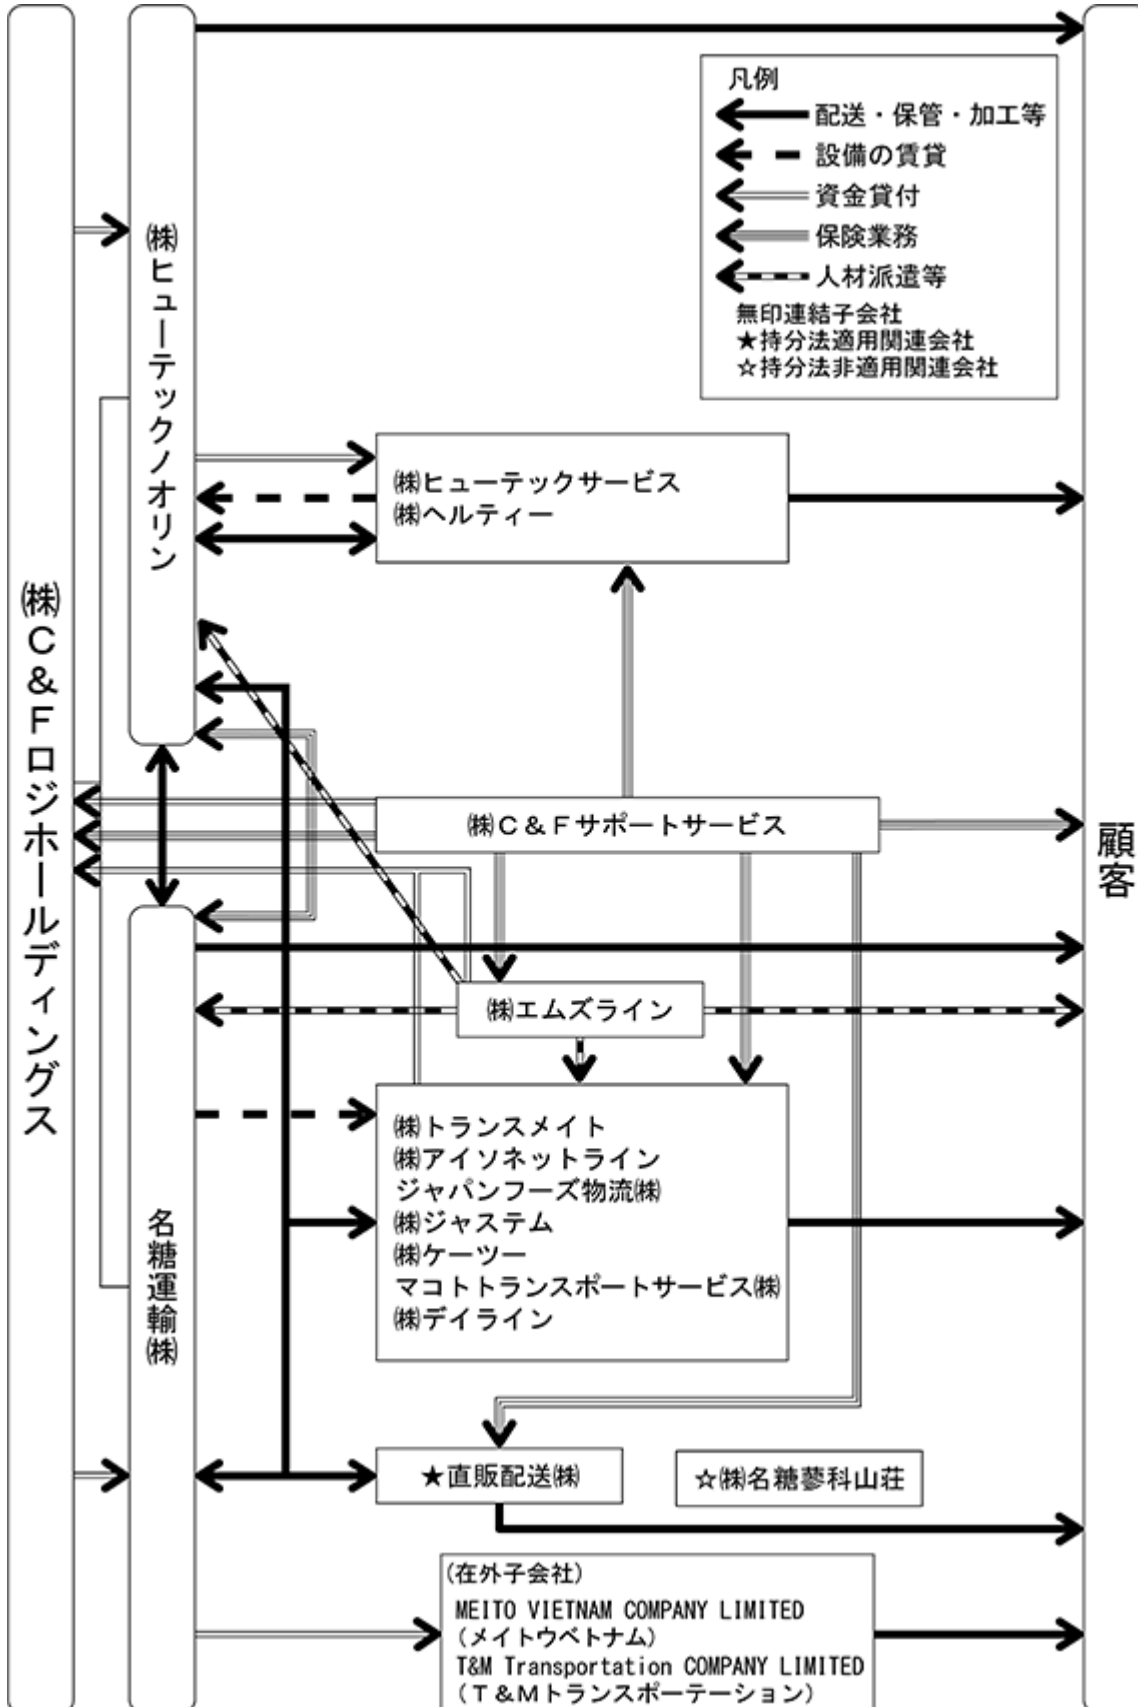 ㈱C＆Fロジホールディングス
㈱ヒューテックノオリン
名糖運輸㈱
顧客
凡例
配送・保管・加工等
設備の賃貸
資金貸付
保険業務
人材派遣等
無印連結子会社
★持分法適用関連会社
☆持分法非適用関連会社
㈱ヒューテックサービス
㈱ヘルティー
㈱C＆Fサポートサービス
㈱エムズライン
㈱トランスメイト
㈱アイソネットライン
ジャパンフーズ物流㈱
㈱ジャステム
㈱ケーツー
マコトトランスポートサービス㈱
㈱デイライン
★直販配送㈱
☆㈱名糖蓼科山荘
(在外子会社)
MEITO VIETNAM COMPANY LIMITED
(メイトウベトナム)
T&M Transportation COMPANY LIMITED
(T＆Mトランスポーテーション)